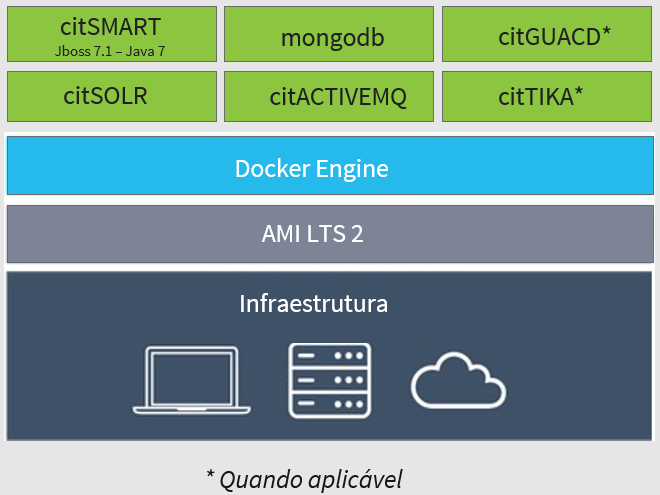 citSMART
Jboss 7.1 – Java 7
mongodb
citGUACD*
citSOLR
citACTIVEMQ
citTIKA*
Docker Engine
AMI LTS 2
Infraestrutura
* Quando aplicável